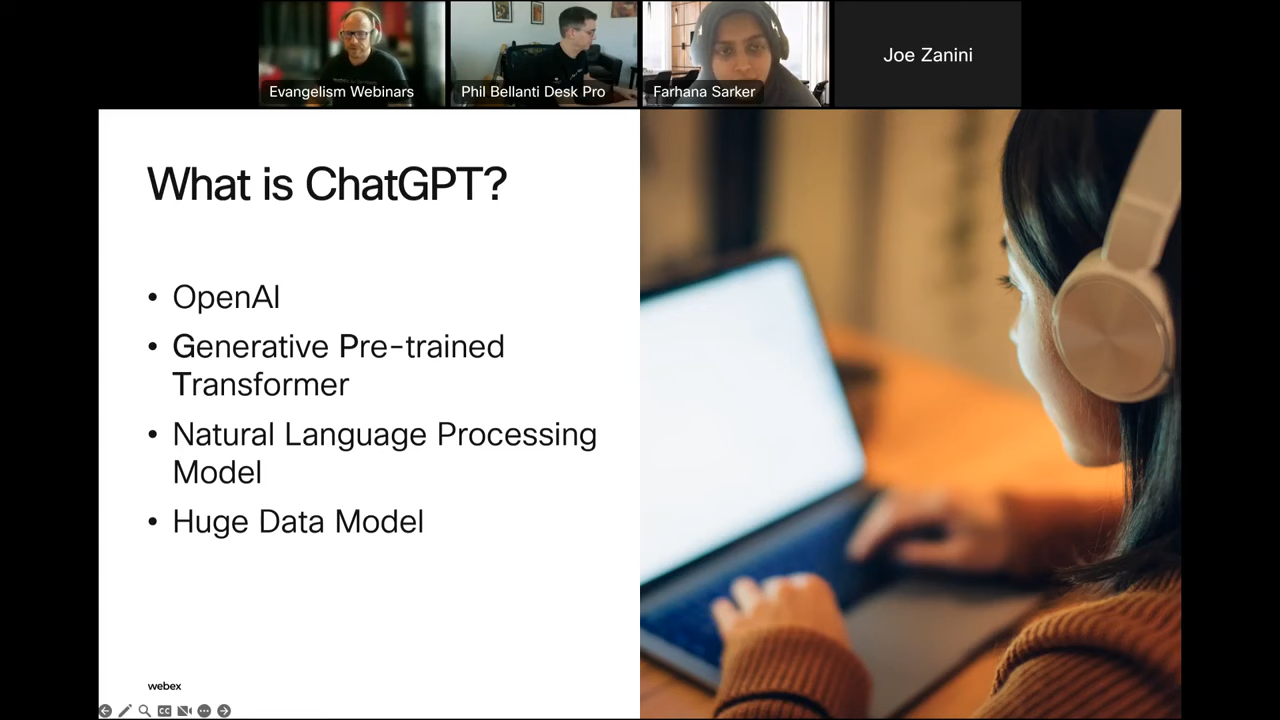 Evangelism Webinars
Phil Bellanti Desk Pro
Farhana Sarker
Joe Zanini
What is ChatGPT?
• OpenAI
• Generative Pre-trained
Transformer
• Natural Language Processing
Model
• Huge Data Model
webex
CC